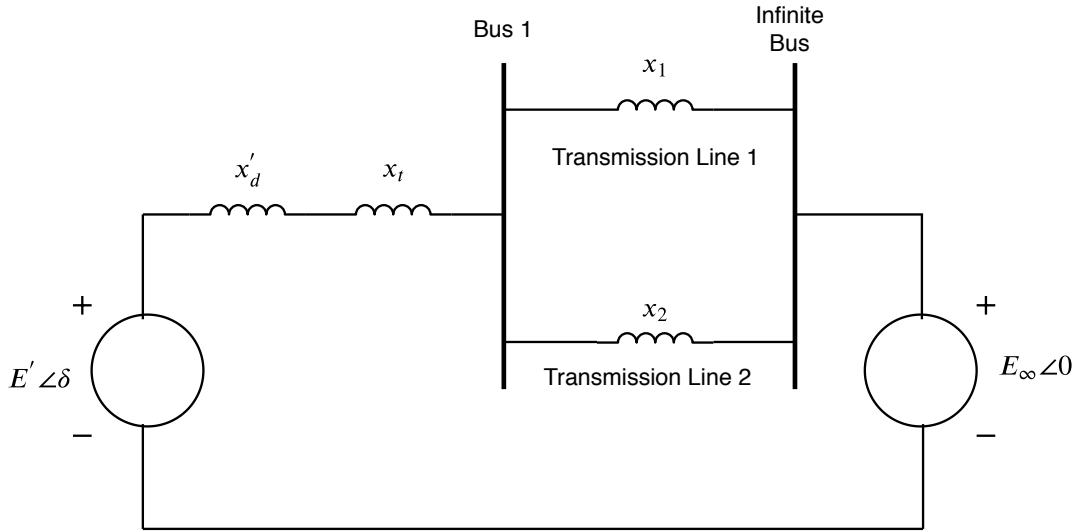 Bus 1
Infinite
Bus
x₁
Transmission Line 1
x'd
xₜ
x₂
Transmission Line 2
+
E'∠δ
−
+
E∞∠0
−